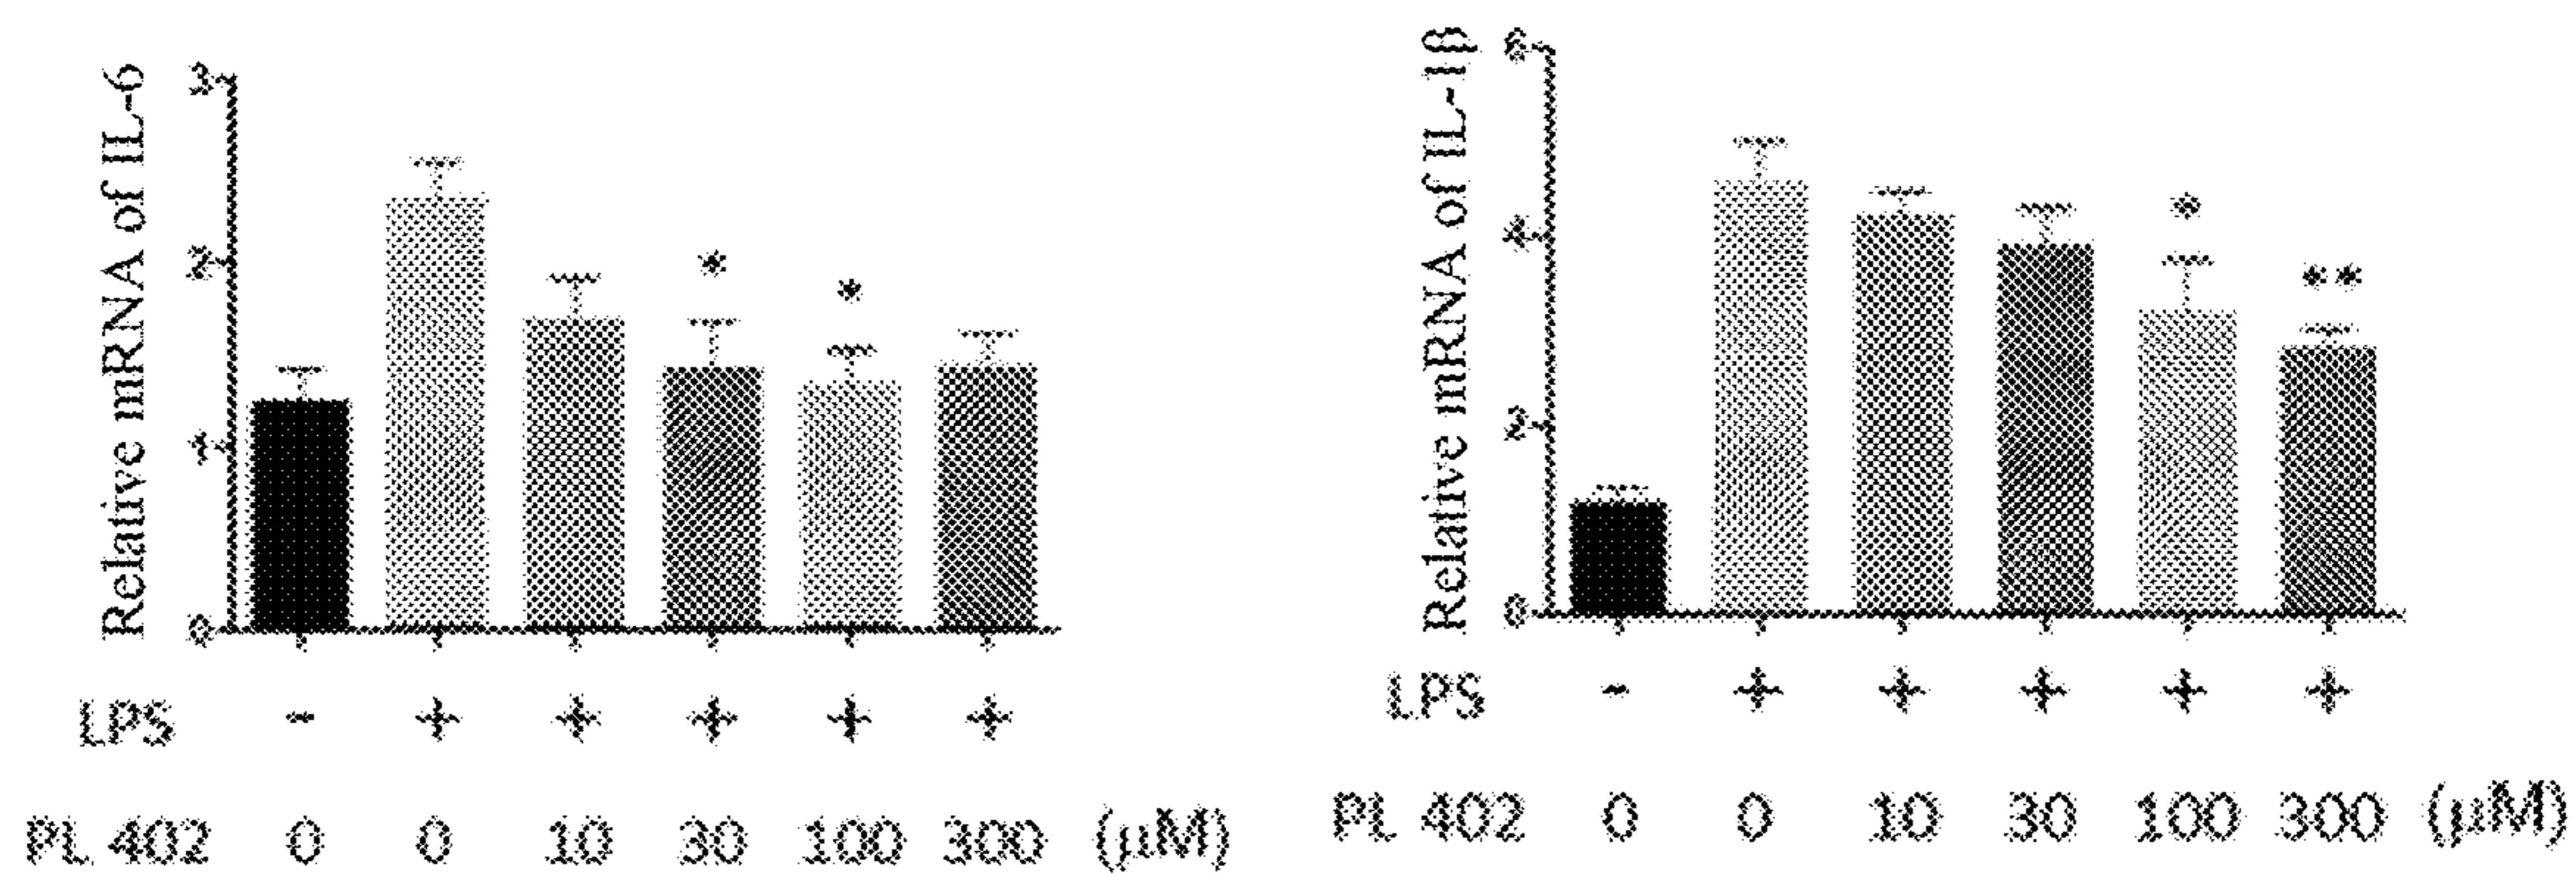 Relative mRNA of IL-6
3
2
1
0
*
*
LPS - + + + + +
PL 402 0 0 10 30 100 300 (μM)
Relative mRNA of IL-1β
6
4
2
0
*
**
LPS - + + + + +
PL 402 0 0 10 30 100 300 (μM)